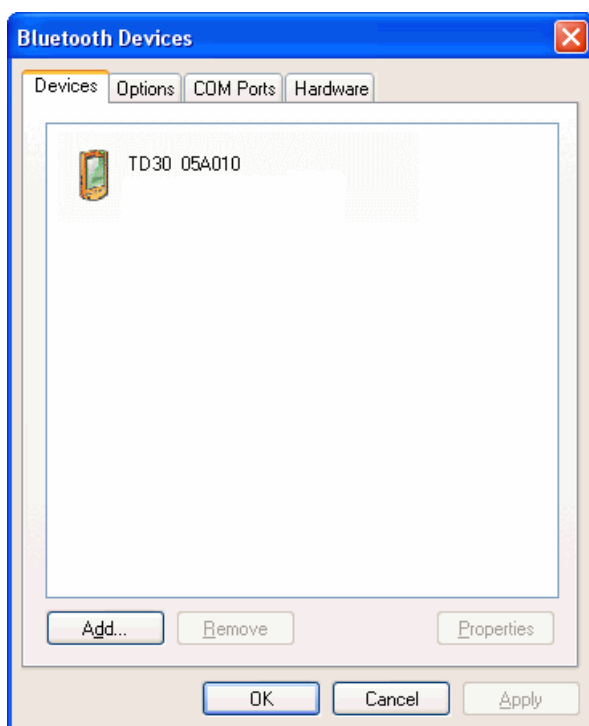 Bluetooth Devices
Devices Options COM Ports Hardware
TD30 05A010
Add... Remove Properties
OK Cancel Apply